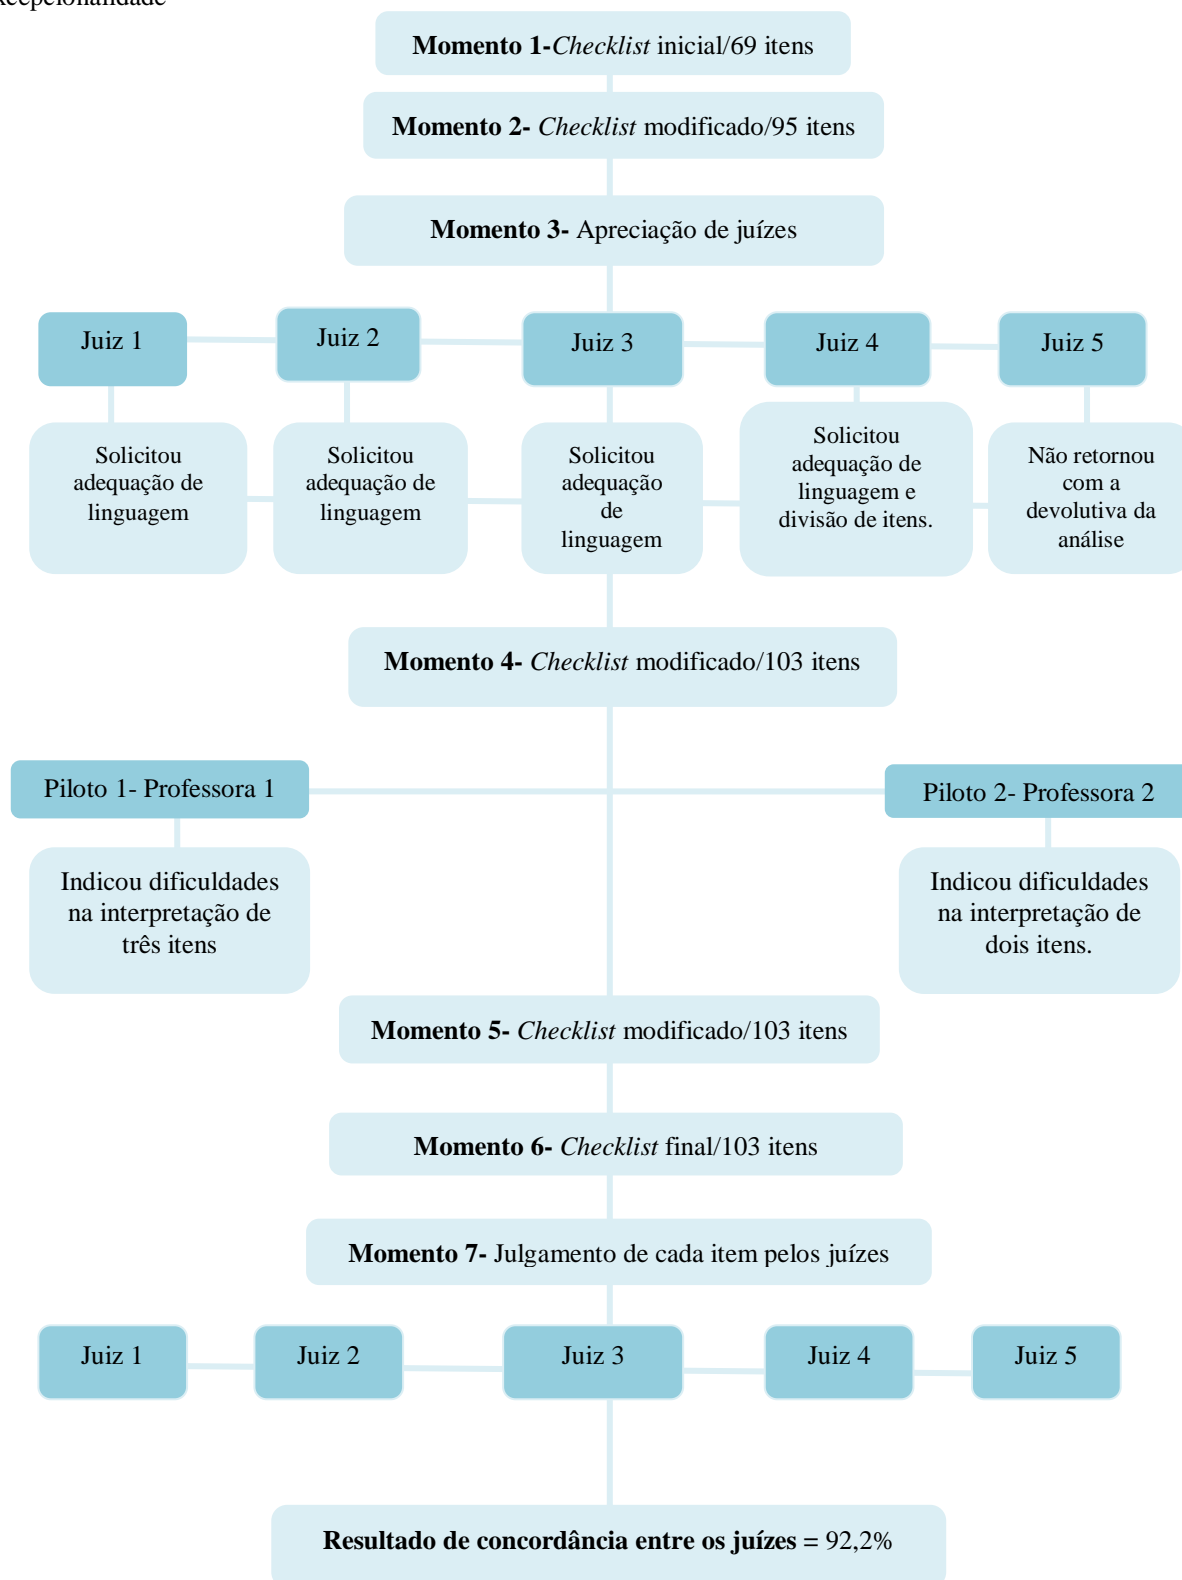 Momento 1-Checklist inicial/69 itens
Momento 2- Checklist modificado/95 itens
Momento 3- Apreciação de juízes
Juiz 1
Juiz 2
Juiz 3
Juiz 4
Juiz 5
Solicitou
adequação de
linguagem
Solicitou
adequação de
linguagem
Solicitou
adequação
de
linguagem
Solicitou
adequação de
linguagem e
divisão de itens.
Não retornou
com a
devolutiva da
análise
Momento 4- Checklist modificado/103 itens
Piloto 1- Professora 1
Piloto 2- Professora 2
Indicou dificuldades
na interpretação de
três itens
Indicou dificuldades
na interpretação de
dois itens.
Momento 5- Checklist modificado/103 itens
Momento 6- Checklist final/103 itens
Momento 7- Julgamento de cada item pelos juízes
Juiz 1
Juiz 2
Juiz 3
Juiz 4
Juiz 5
Resultado de concordância entre os juízes = 92,2%